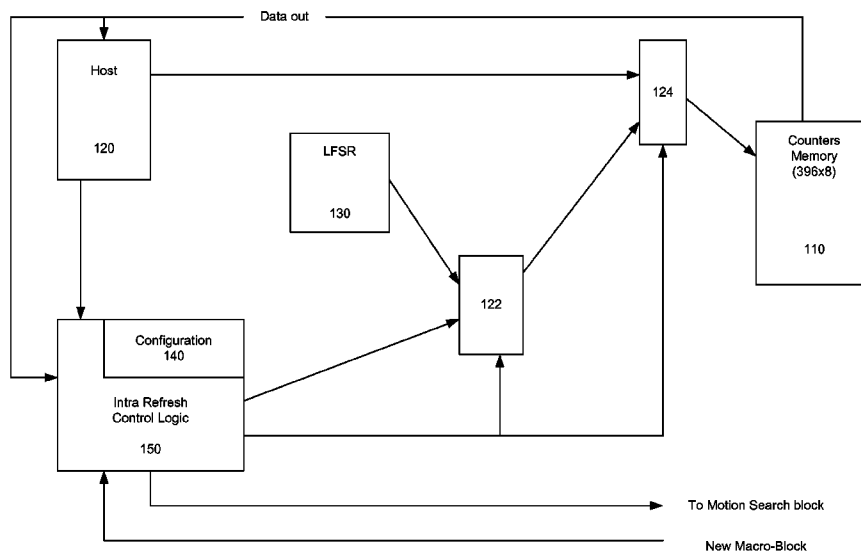 Data out
Host
120
124
Counters
Memory
(396x8)
110
LFSR
130
122
Configuration
140
Intra Refresh
Control Logic
150
To Motion Search block
New Macro-Block